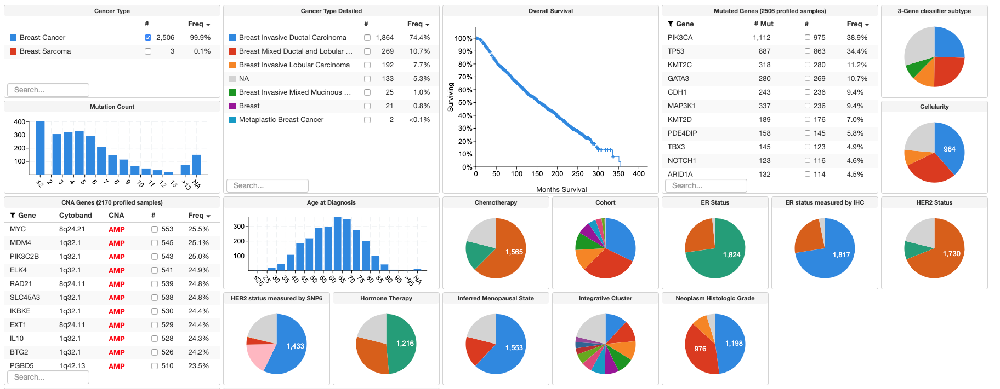 Cancer Type
# Freq
Breast Cancer 2,506 99.9%
Breast Sarcoma 3 0.1%
Search...
Cancer Type Detailed
# Freq
Breast Invasive Ductal Carcinoma 1,864 74.4%
Breast Mixed Ductal and Lobular ... 269 10.7%
Breast Invasive Lobular Carcinoma 192 7.7%
NA 133 5.3%
Breast Invasive Mixed Mucinous ... 25 1.0%
Breast 21 0.8%
Metaplastic Breast Cancer 2 <0.1%
Search...
Overall Survival
100%
90%
80%
70%
60%
50%
40%
30%
20%
10%
0%
Surviving
0 50 100 150 200 250 300 350 400
Months Survival
Mutated Genes (2506 profiled samples)
Gene # Mut # Freq
PIK3CA 1,112 975 38.9%
TP53 887 863 34.4%
KMT2C 318 280 11.2%
GATA3 280 269 10.7%
CDH1 243 236 9.4%
MAP3K1 337 236 9.4%
KMT2D 189 176 7.0%
PDE4DIP 158 145 5.8%
TBX3 145 123 4.9%
NOTCH1 123 116 4.6%
ARID1A 132 114 4.5%
Search...
3-Gene classifier subtype
Mutation Count
400
300
200
100
≤2 2 3 4 5 6 7 8 9 10 11 12 13 >13 NA
Cellularity
964
CNA Genes (2170 profiled samples)
Gene Cytoband CNA # Freq
MYC 8q24.21 AMP 553 25.5%
MDM4 1q32.1 AMP 545 25.1%
PIK3C2B 1q32.1 AMP 543 25.0%
ELK4 1q32.1 AMP 541 24.9%
RAD21 8q24.11 AMP 539 24.8%
SLC45A3 1q32.1 AMP 538 24.8%
IKBKE 1q32.1 AMP 530 24.4%
EXT1 8q24.11 AMP 529 24.4%
IL10 1q32.1 AMP 528 24.3%
BTG2 1q32.1 AMP 526 24.2%
PGBD5 1q42.13 AMP 510 23.5%
Search...
Age at Diagnosis
300
200
100
≤25 25 30 35 40 45 50 55 60 65 70 75 80 85 90 95 >95 NA
Chemotherapy
1,565
Cohort
ER Status
1,824
ER status measured by IHC
1,817
HER2 Status
1,730
HER2 status measured by SNP6
1,433
Hormone Therapy
1,216
Inferred Menopausal State
1,553
Integrative Cluster
Neoplasm Histologic Grade
976
1,198